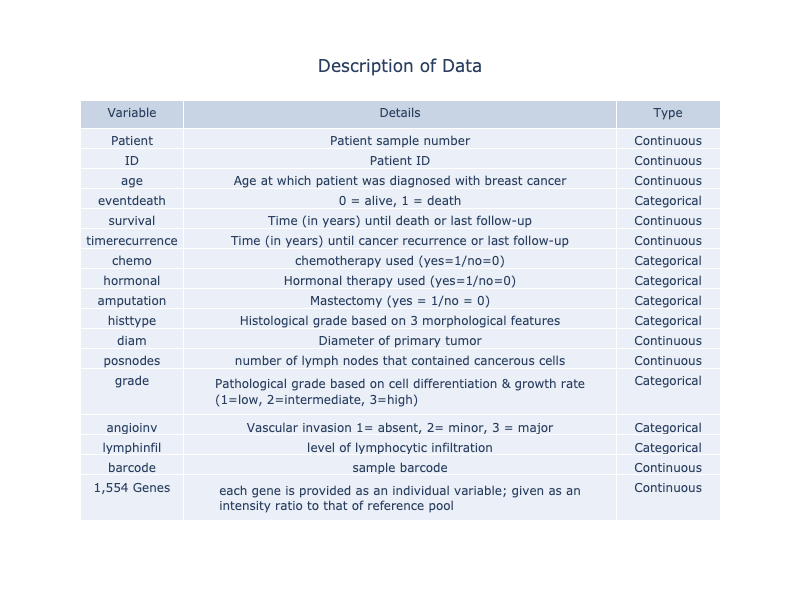 Description of Data
Variable Details Type
Patient Patient sample number Continuous
ID Patient ID Continuous
age Age at which patient was diagnosed with breast cancer Continuous
eventdeath 0 = alive, 1 = death Categorical
survival Time (in years) until death or last follow-up Continuous
timerecurrence Time (in years) until cancer recurrence or last follow-up Continuous
chemo chemotherapy used (yes=1/no=0) Categorical
hormonal Hormonal therapy used (yes=1/no=0) Categorical
amputation Mastectomy (yes = 1/no = 0) Categorical
histtype Histological grade based on 3 morphological features Categorical
diam Diameter of primary tumor Continuous
posnodes number of lymph nodes that contained cancerous cells Continuous
grade Pathological grade based on cell differentiation & growth rate Categorical
(1=low, 2=intermediate, 3=high)
angioinv Vascular invasion 1= absent, 2= minor, 3 = major Categorical
lymphinfil level of lymphocytic infiltration Categorical
barcode sample barcode Continuous
1,554 Genes each gene is provided as an individual variable; given as an Continuous
intensity ratio to that of reference pool